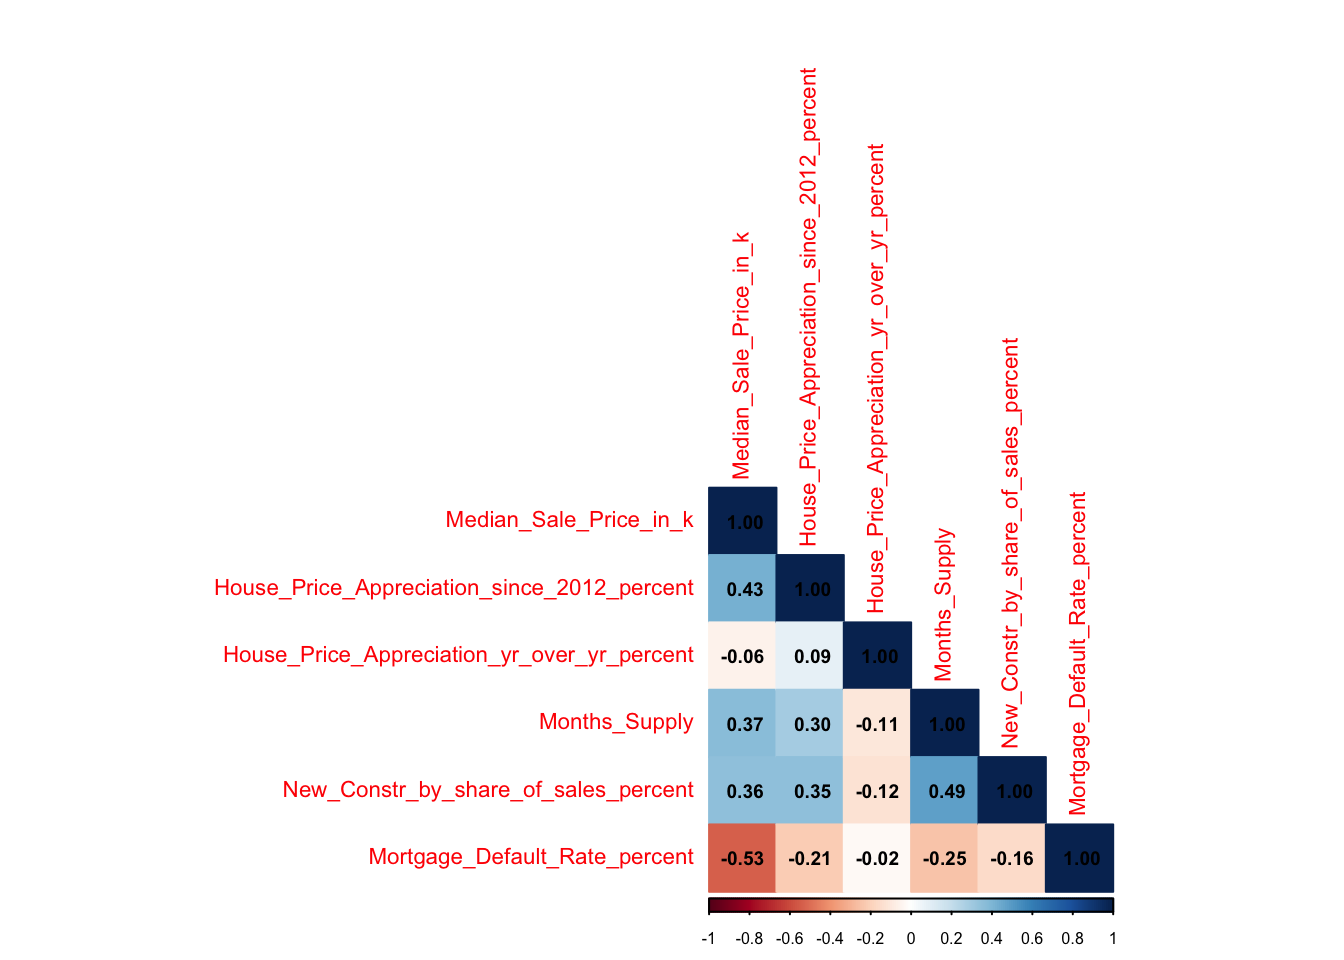 Median_Sale_Price_in_k
House_Price_Appreciation_since_2012_percent
House_Price_Appreciation_yr_over_yr_percent
Months_Supply
New_Constr_by_share_of_sales_percent
Mortgage_Default_Rate_percent
Median_Sale_Price_in_k 1.00
House_Price_Appreciation_since_2012_percent 0.43 1.00
House_Price_Appreciation_yr_over_yr_percent -0.06 0.09 1.00
Months_Supply 0.37 0.30 -0.11 1.00
New_Constr_by_share_of_sales_percent 0.36 0.35 -0.12 0.49 1.00
Mortgage_Default_Rate_percent -0.53 -0.21 -0.02 -0.25 -0.16 1.00
-1 -0.8 -0.6 -0.4 -0.2 0 0.2 0.4 0.6 0.8 1